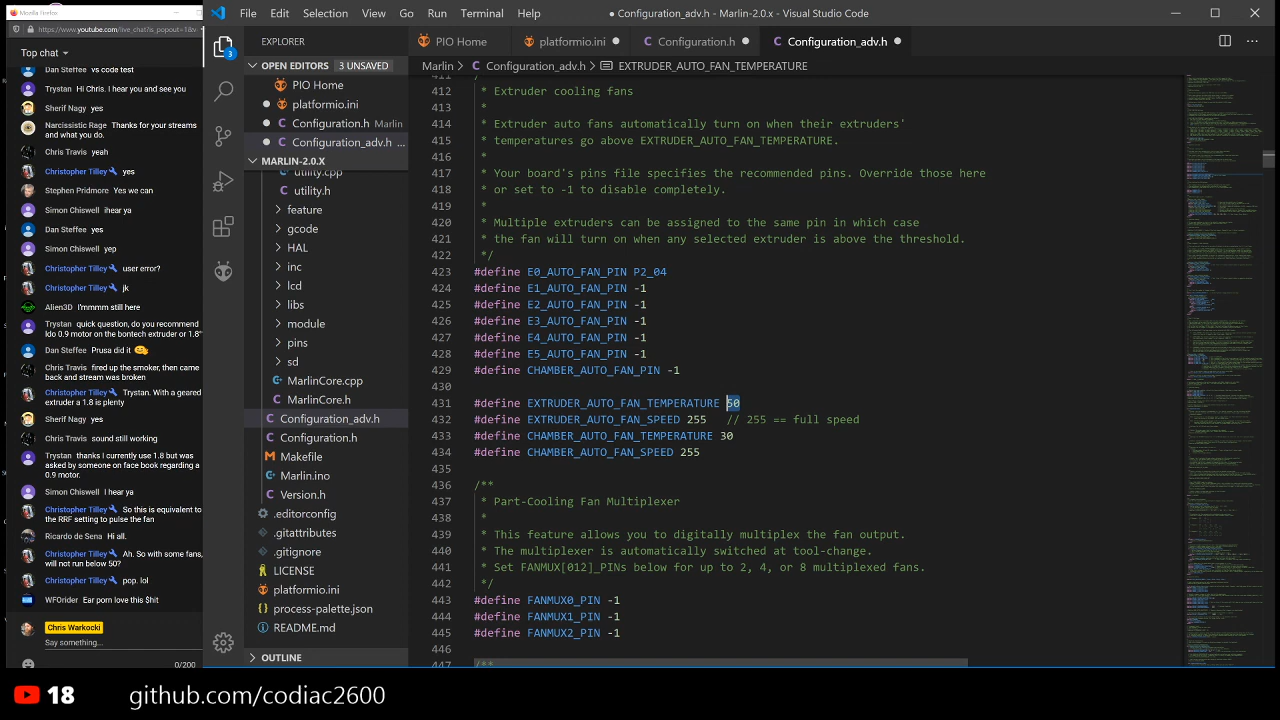 Mozilla Firefox
https://www.youtube.com/live_chat?is_popout=1&v
Top chat
Dan Steffee vs code test
Trystan Hi Chris. I hear you and see you
Sherif Nagy yes
Narcissistic Rage Thanks for your streams
and what you do.
Chris Travis yeah
Christopher Tilley yes
Stephen Pridmore Yes we can
Simon Chiswell ihear ya
Dan Steffee yes
Simon Chiswell yep
Christopher Tilley user error?
Christopher Tilley jk
Alien3D I'mmmm still here
Trystan quick question, do you recommend
ldo 0.9 motor on the bontech extruder or 1.8"
Dan Steffee Prusa did it
Chris Travis fired up the smoker, then came
back and stream was broken
Christopher Tilley Trystan. With a geared
extruder a 1.8 is plenty
Sherif Nagy yes
Chris Travis sound still working
Trystan thanks I currently use 1.8 but was
asked by someone on face book regarding a
0.9 motor.
Simon Chiswell I hear ya
Christopher Tilley So this is equivalent to
the RRF setting to pulse the fan
Ricardo de Sena Hi all.
Christopher Tilley Ah. So with some fans,
will not run below 50?
Christopher Tilley pop. lol
WFOrider Ear porn love this $hit
Chris Warkocki
Say something...
0/200
File Edit Selection View Go
Help
Configuration_adv.h - Marlin-2.0.x - Visual Studio Code
3
EXPLORER
OPEN EDITORS 3 UNSAVED
PIO Home
platformio.ini
Configuration.h Marlin
Configuration_adv.h ...
MARLIN-2.0.X
utility.cpp
utility.h
feature
gcode
HAL
inc
lcd
libs
module
pins
sd
MarlinCore.cpp
MarlinCore.h
Configuration_adv.h
Configuration.h
Makefile
Marlin.ino
Version.h
.editorconfig
.gitattributes
.gitignore
LICENSE
platformio.ini
process-palette.json
README.md
OUTLINE
PIO Home
platformio.ini
Configuration.h
Configuration_adv.h
Marlin > Configuration_adv.h > EXTRUDER_AUTO_FAN_TEMPERATURE
411 /**
412 * Extruder cooling fans
413 *
414 * Extruder auto fans automatically turn on when their extruders'
415 * temperatures go above EXTRUDER_AUTO_FAN_TEMPERATURE.
416 *
417 * Your board's pins file specifies the recommended pins. Override those here
418 * or set to -1 to disable completely.
419 *
420 * Multiple extruders can be assigned to the same pin in which case
421 * the fan will turn on when any selected extruder is above the threshold.
422 */
423 #define E0_AUTO_FAN_PIN P2_04
424 #define E1_AUTO_FAN_PIN -1
425 #define E2_AUTO_FAN_PIN -1
426 #define E3_AUTO_FAN_PIN -1
427 #define E4_AUTO_FAN_PIN -1
428 #define E5_AUTO_FAN_PIN -1
429 #define CHAMBER_AUTO_FAN_PIN -1
430
431 #define EXTRUDER_AUTO_FAN_TEMPERATURE 50
432 #define EXTRUDER_AUTO_FAN_SPEED 255 // 255 == full speed
433 #define CHAMBER_AUTO_FAN_TEMPERATURE 30
434 #define CHAMBER_AUTO_FAN_SPEED 255
435
436 /**
437 * Part-Cooling Fan Multiplexer
438 *
439 * This feature allows you to digitally multiplex the fan output.
440 * The multiplexer is automatically switched at tool-change.
441 * Set FANMUX[012]_PINs below for up to 2, 4, or 8 multiplexed fans.
442 */
443 #define FANMUX0_PIN -1
444 #define FANMUX1_PIN -1
445 #define FANMUX2_PIN -1
446
447 /**
18 github.com/codiac2600